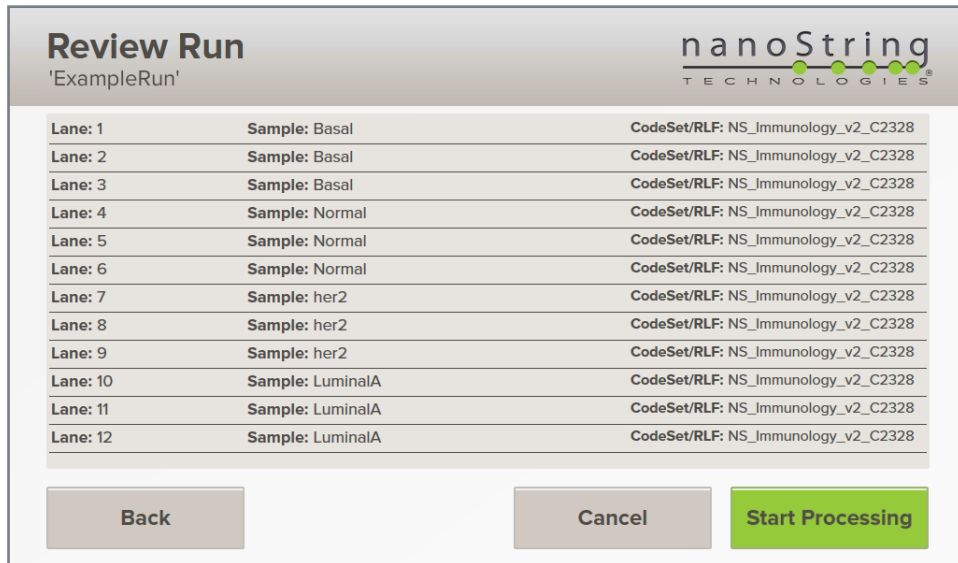 Review Run
'ExampleRun'
nanoString®
TECHNOLOGIES
Lane: 1 Sample: Basal CodeSet/RLF: NS_Immunology_v2_C2328
Lane: 2 Sample: Basal CodeSet/RLF: NS_Immunology_v2_C2328
Lane: 3 Sample: Basal CodeSet/RLF: NS_Immunology_v2_C2328
Lane: 4 Sample: Normal CodeSet/RLF: NS_Immunology_v2_C2328
Lane: 5 Sample: Normal CodeSet/RLF: NS_Immunology_v2_C2328
Lane: 6 Sample: Normal CodeSet/RLF: NS_Immunology_v2_C2328
Lane: 7 Sample: her2 CodeSet/RLF: NS_Immunology_v2_C2328
Lane: 8 Sample: her2 CodeSet/RLF: NS_Immunology_v2_C2328
Lane: 9 Sample: her2 CodeSet/RLF: NS_Immunology_v2_C2328
Lane: 10 Sample: LuminalA CodeSet/RLF: NS_Immunology_v2_C2328
Lane: 11 Sample: LuminalA CodeSet/RLF: NS_Immunology_v2_C2328
Lane: 12 Sample: LuminalA CodeSet/RLF: NS_Immunology_v2_C2328
Back Cancel Start Processing